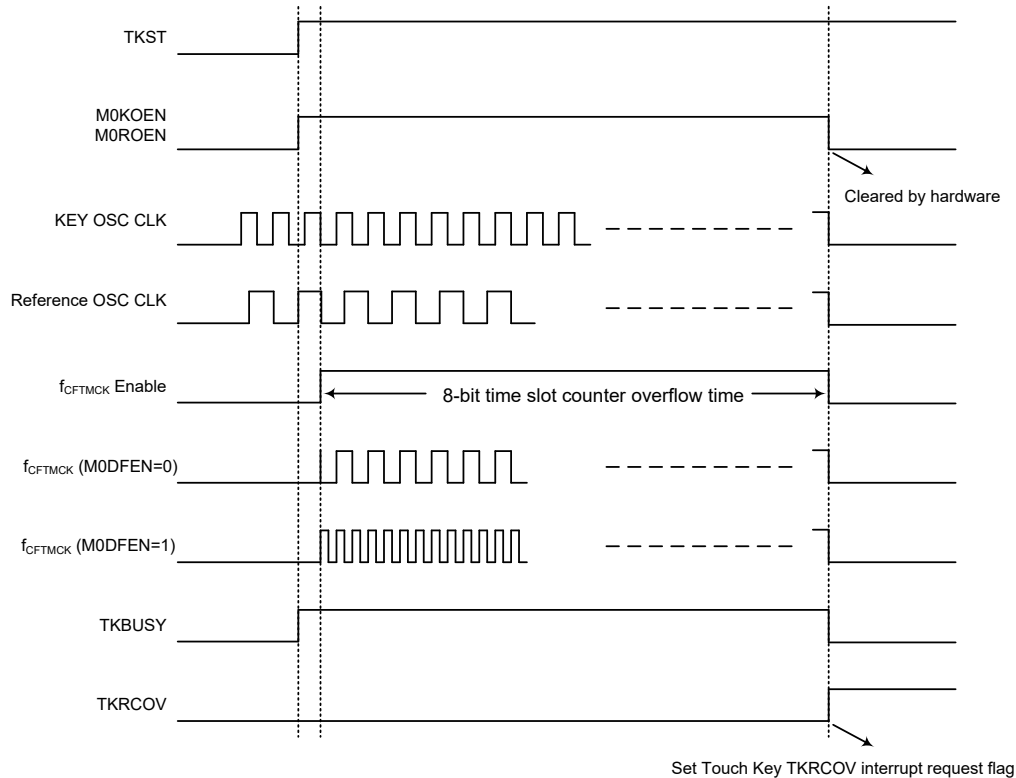 TKST
M0KOEN
M0ROEN
Cleared by hardware
KEY OSC CLK
Reference OSC CLK
fCFTMCK Enable
8-bit time slot counter overflow time
fCFTMCK (M0DFEN=0)
fCFTMCK (M0DFEN=1)
TKBUSY
TKRCOV
Set Touch Key TKRCOV interrupt request flag